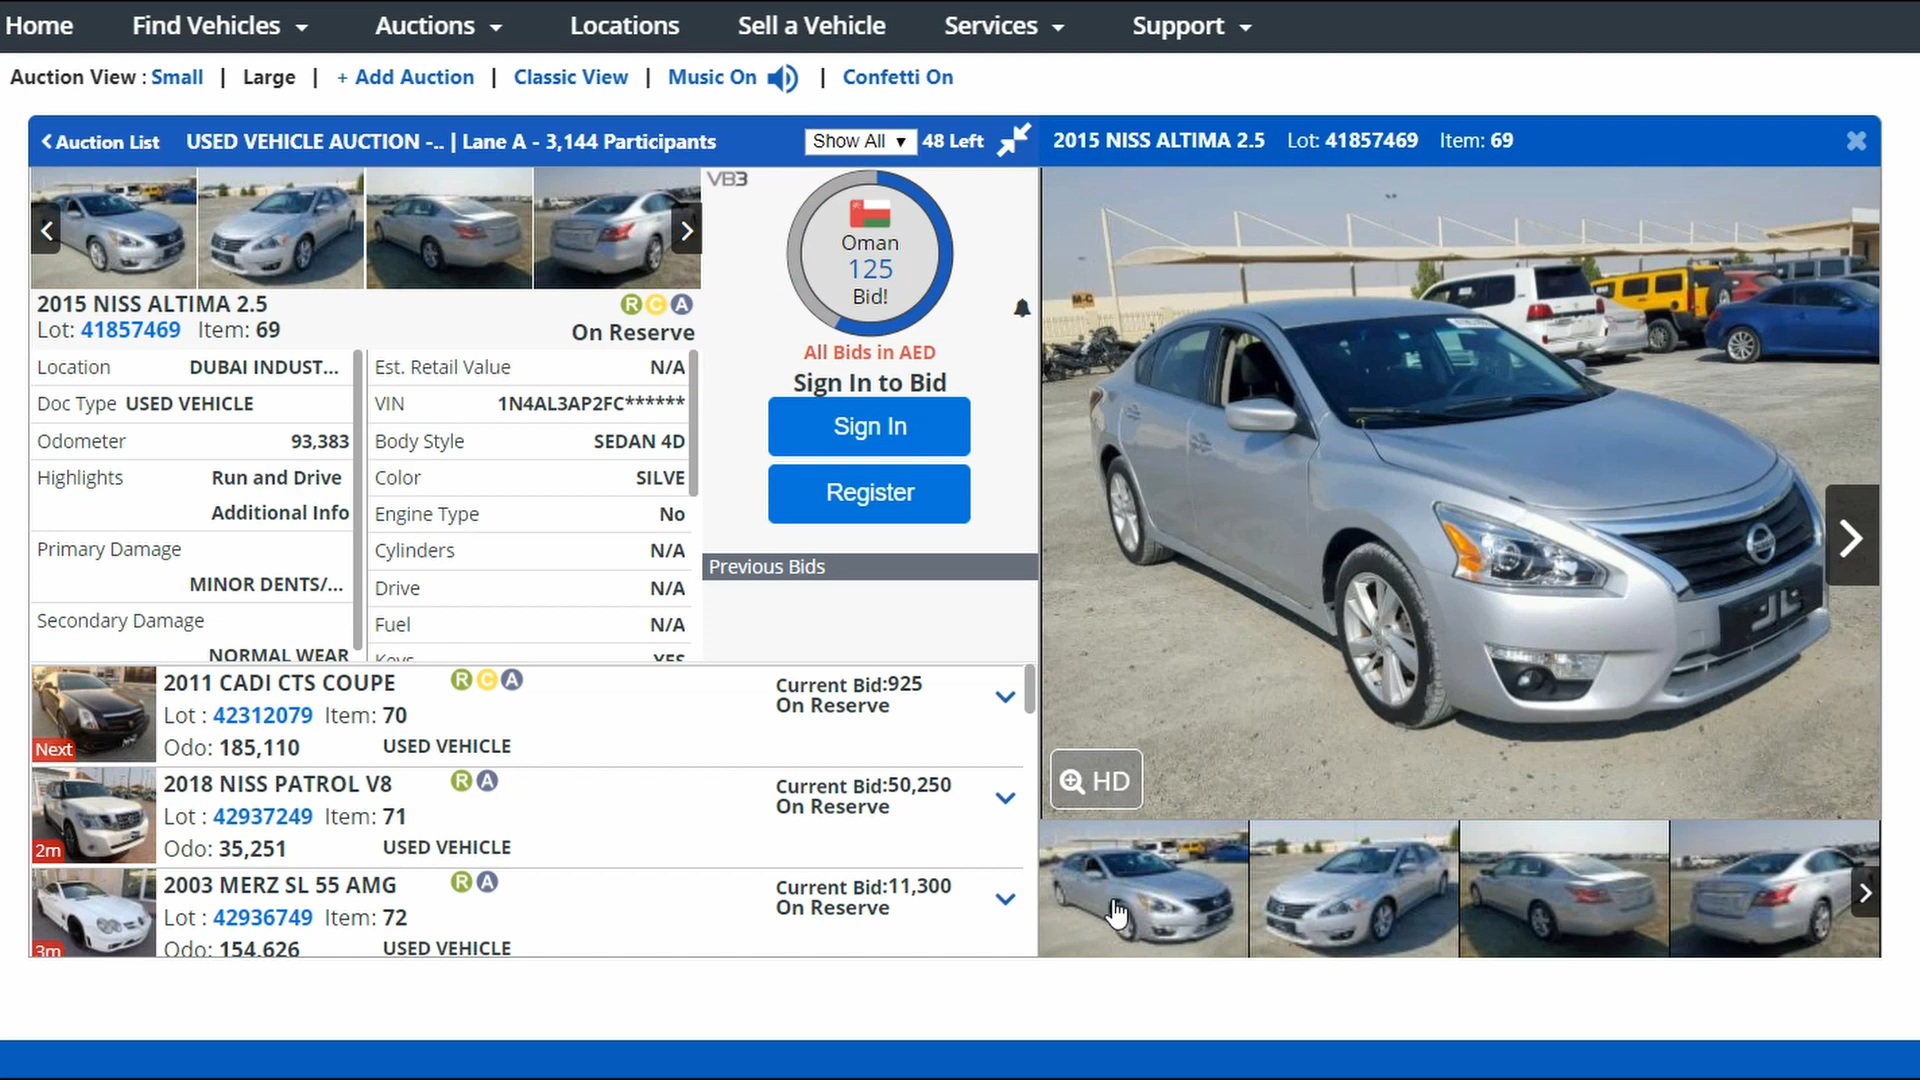 Home Find Vehicles Auctions Locations Sell a Vehicle Services Support
Auction View : Small | Large | + Add Auction | Classic View | Music On | Confetti On
Auction List USED VEHICLE AUCTION -.. | Lane A - 3,144 Participants Show All 48 Left
2015 NISS ALTIMA 2.5 Lot: 41857469 Item: 69
VB3
Oman
125
Bid!
All Bids in AED
Sign In to Bid
Sign In
Register
Previous Bids
2015 NISS ALTIMA 2.5 R C A
Lot: 41857469 Item: 69 On Reserve
Location DUBAI INDUST...
Doc Type USED VEHICLE
Odometer 93,383
Highlights Run and Drive
Additional Info
Primary Damage
MINOR DENTS/...
Secondary Damage
NORMAL WEAR
Est. Retail Value N/A
VIN 1N4AL3AP2FC******
Body Style SEDAN 4D
Color SILVE
Engine Type No
Cylinders N/A
Drive N/A
Fuel N/A
Keys YES
2011 CADI CTS COUPE R C A
Lot : 42312079 Item: 70
Odo: 185,110 USED VEHICLE
Current Bid:925
On Reserve
Next
2018 NISS PATROL V8 R A
Lot : 42937249 Item: 71
Odo: 35,251 USED VEHICLE
Current Bid:50,250
On Reserve
2m
2003 MERZ SL 55 AMG R A
Lot : 42936749 Item: 72
Odo: 154,626 USED VEHICLE
Current Bid:11,300
On Reserve
3m
M-C
HD